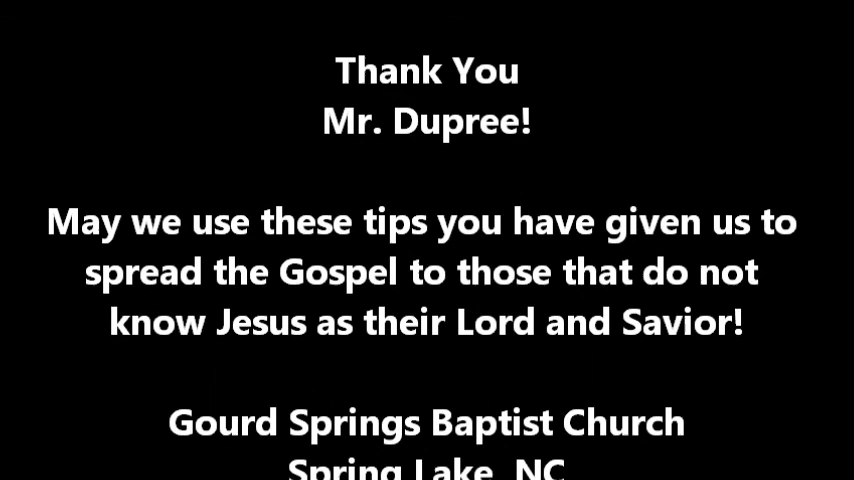 Thank You
Mr. Dupree!
May we use these tips you have given us to
spread the Gospel to those that do not
know Jesus as their Lord and Savior!
Gourd Springs Baptist Church
Spring Lake, NC